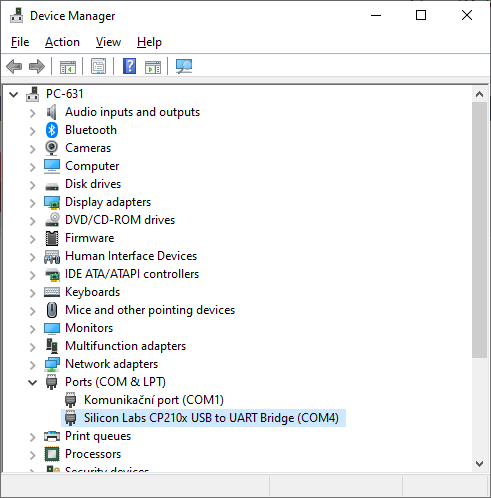 Device Manager
File Action View Help
PC-631
Audio inputs and outputs
Bluetooth
Cameras
Computer
Disk drives
Display adapters
DVD/CD-ROM drives
Firmware
Human Interface Devices
IDE ATA/ATAPI controllers
Keyboards
Mice and other pointing devices
Monitors
Multifunction adapters
Network adapters
Ports (COM & LPT)
Komunikační port (COM1)
Silicon Labs CP210x USB to UART Bridge (COM4)
Print queues
Processors
Security devices